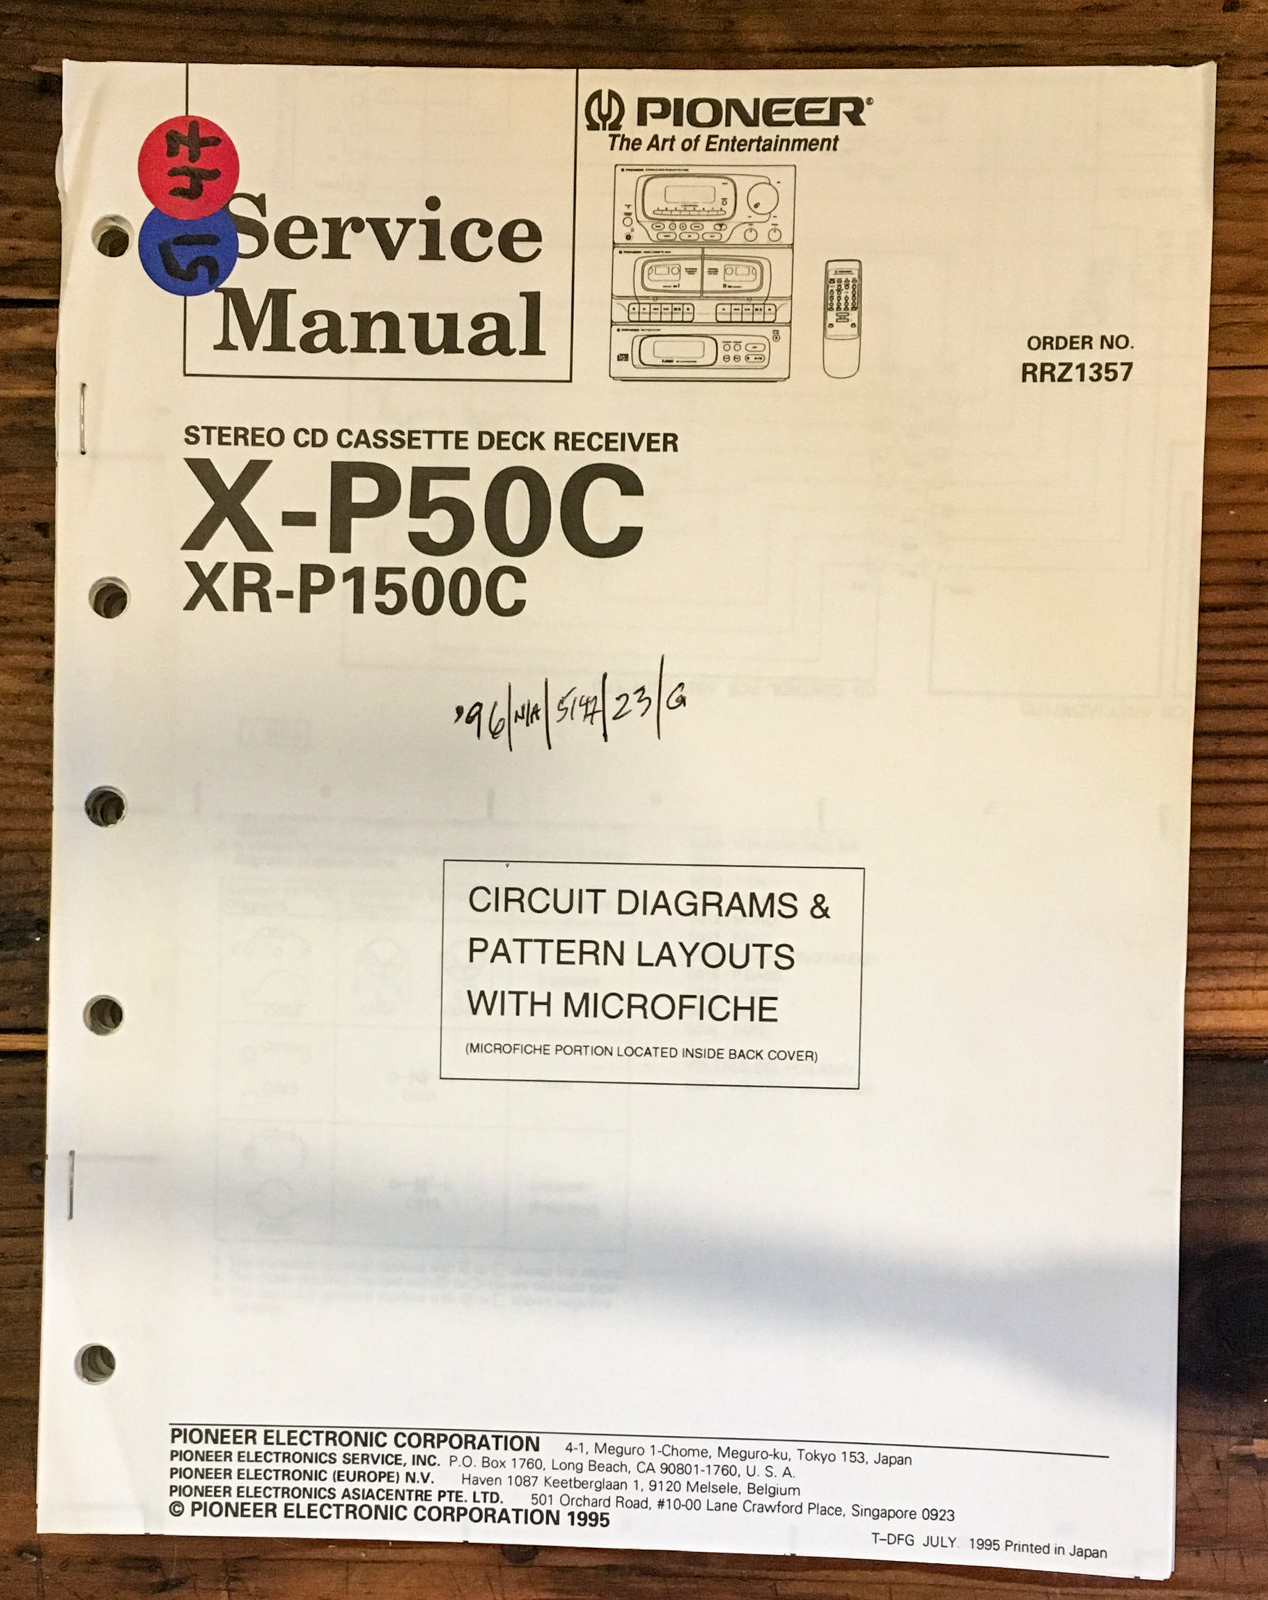 PIONEER®
The Art of Entertainment
Service
Manual
ORDER NO.
RRZ1357
STEREO CD CASSETTE DECK RECEIVER
X-P50C
XR-P1500C
'96/N/A/5147/23/G
CIRCUIT DIAGRAMS &
PATTERN LAYOUTS
WITH MICROFICHE
(MICROFICHE PORTION LOCATED INSIDE BACK COVER)
PIONEER ELECTRONIC CORPORATION 4-1, Meguro 1-Chome, Meguro-ku, Tokyo 153, Japan
PIONEER ELECTRONICS SERVICE, INC. P.O. Box 1760, Long Beach, CA 90801-1760, U. S. A.
PIONEER ELECTRONIC (EUROPE) N.V. Haven 1087 Keetberglaan 1, 9120 Melsele, Belgium
PIONEER ELECTRONICS ASIACENTRE PTE. LTD. 501 Orchard Road, #10-00 Lane Crawford Place, Singapore 0923
© PIONEER ELECTRONIC CORPORATION 1995
T–DFG JULY. 1995 Printed in Japan